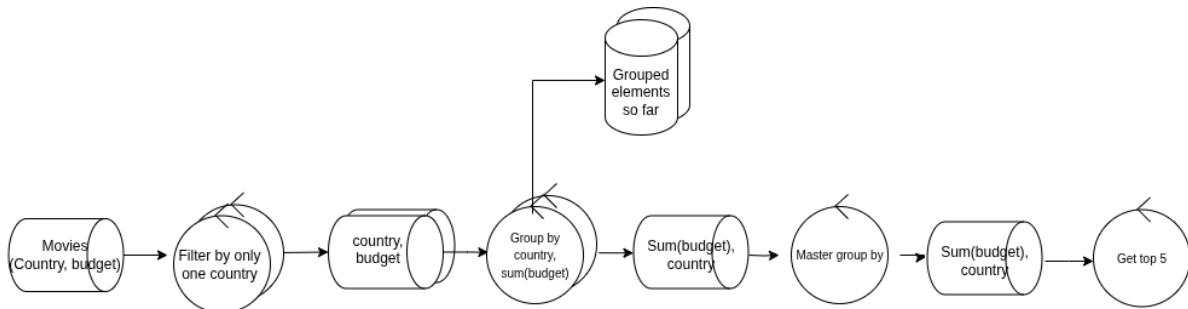 Grouped
elements
so far
Movies
(Country, budget)
Filter by only
one country
country,
budget
Group by
country,
sum(budget)
Sum(budget),
country
Master group by
Sum(budget),
country
Get top 5